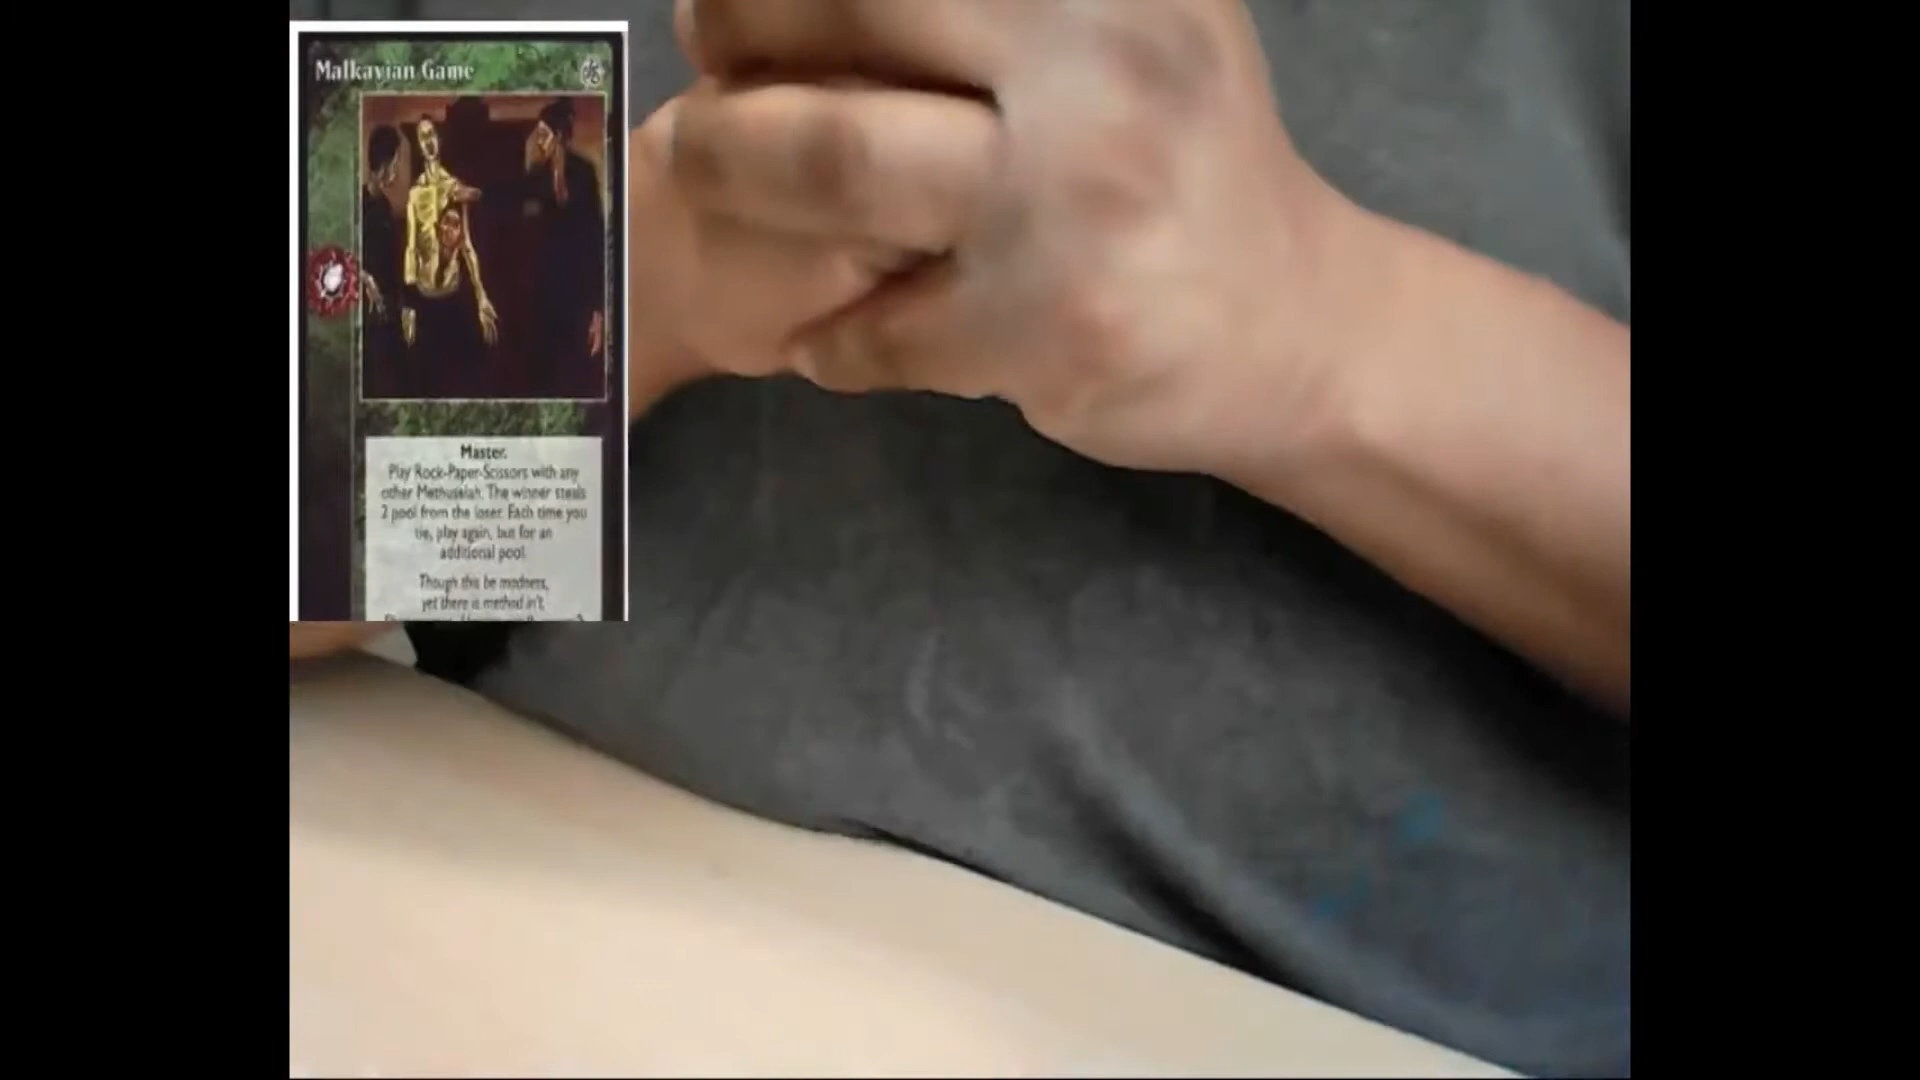 Malkavian Game
Master.
Play Rock-Paper-Scissors with any
other Methuselah. The winner steals
2 pool from the loser. Each time you
tie, play again, but for an
additional pool.
Though this be madness,
yet there is method in't.